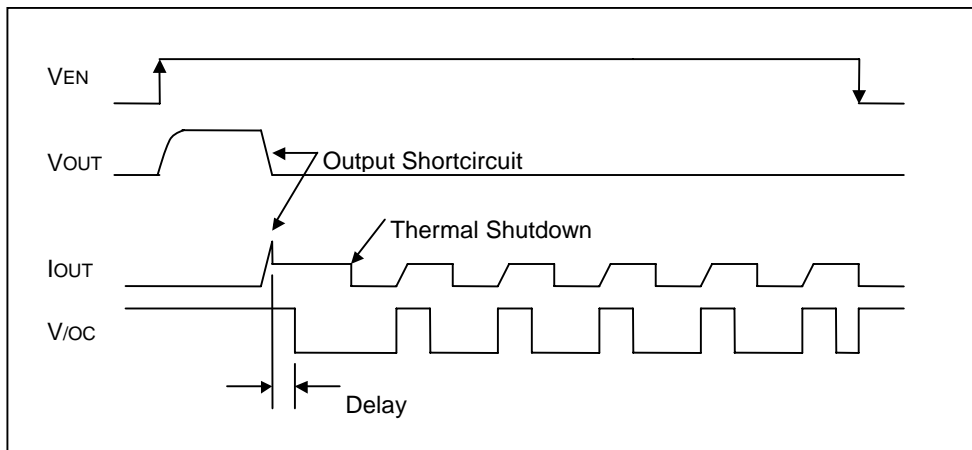 VEN
VOUT
Output Shortcircuit
Thermal Shutdown
IOUT
V/OC
Delay